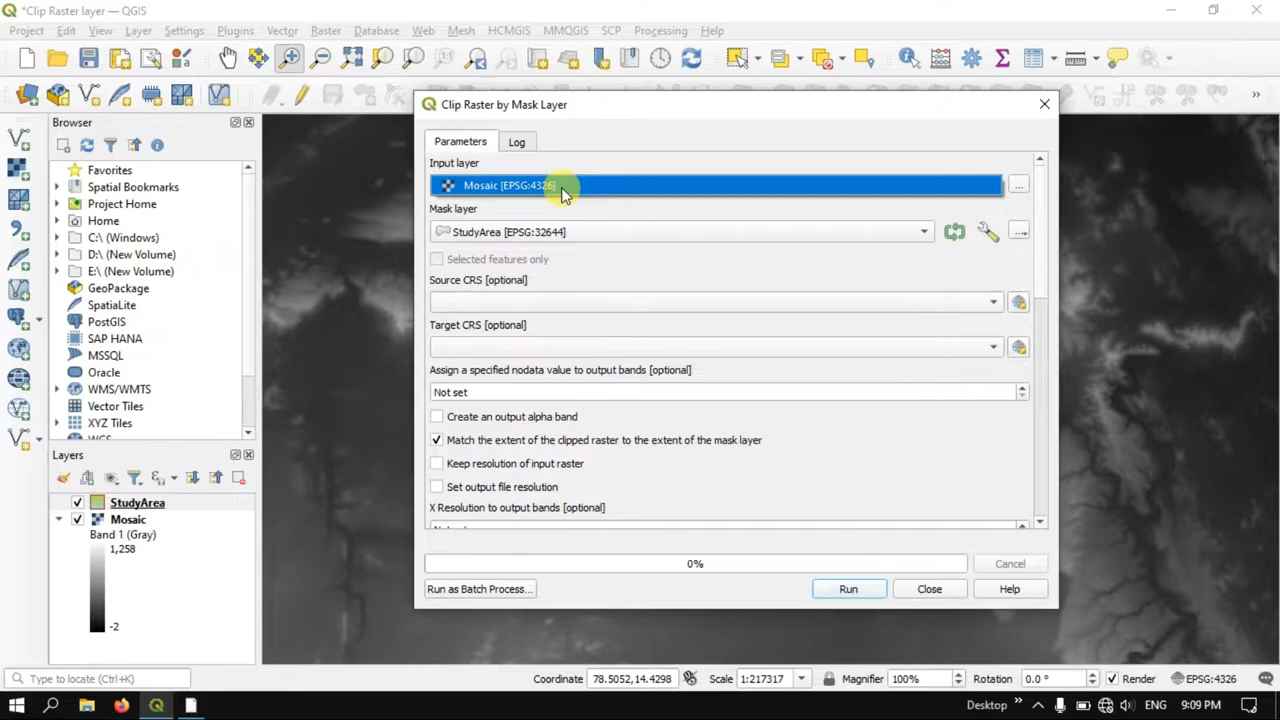 *Clip Raster layer — QGIS
Project Edit View Layer Settings Plugins Vector Raster Database Web Mesh HCMGIS MMQGIS SCP Processing Help
Browser
Favorites
Spatial Bookmarks
Project Home
Home
C:\ (Windows)
D:\ (New Volume)
E:\ (New Volume)
GeoPackage
SpatiaLite
PostGIS
SAP HANA
MSSQL
Oracle
WMS/WMTS
Vector Tiles
XYZ Tiles
WCS
Layers
StudyArea
Mosaic
Band 1 (Gray)
1,258
-2
Clip Raster by Mask Layer
Parameters Log
Input layer
Mosaic [EPSG:4326]
Mask layer
StudyArea [EPSG:32644]
Selected features only
Source CRS [optional]
Target CRS [optional]
Assign a specified nodata value to output bands [optional]
Not set
Create an output alpha band
Match the extent of the clipped raster to the extent of the mask layer
Keep resolution of input raster
Set output file resolution
X Resolution to output bands [optional]
0% Cancel
Run as Batch Process... Run Close Help
Type to locate (Ctrl+K) Coordinate 78.5052,14.4298 Scale 1:217317 Magnifier 100% Rotation 0.0 ° Render EPSG:4326
Desktop 9:09 PM